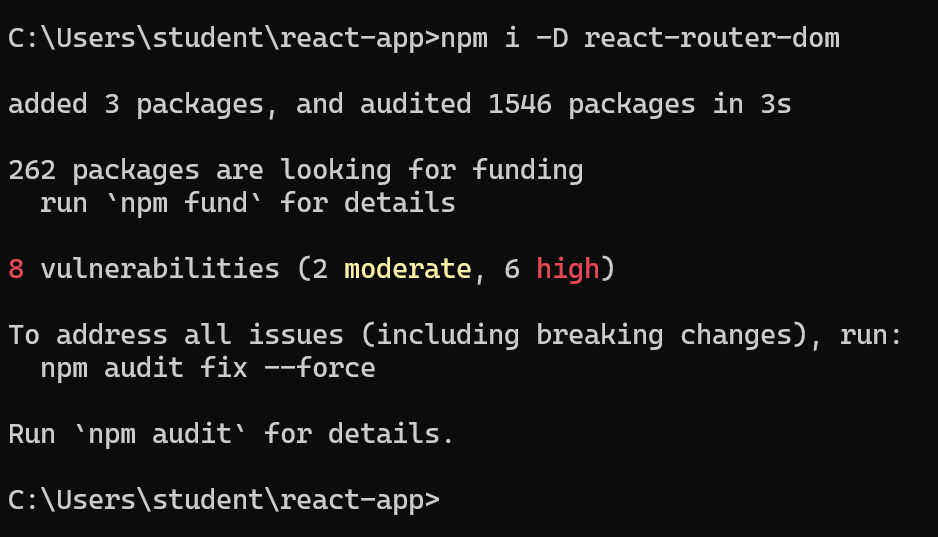 C:\Users\student\react-app>npm i -D react-router-dom
added 3 packages, and audited 1546 packages in 3s
262 packages are looking for funding
  run `npm fund` for details
8 vulnerabilities (2 moderate, 6 high)
To address all issues (including breaking changes), run:
  npm audit fix --force
Run `npm audit` for details.
C:\Users\student\react-app>